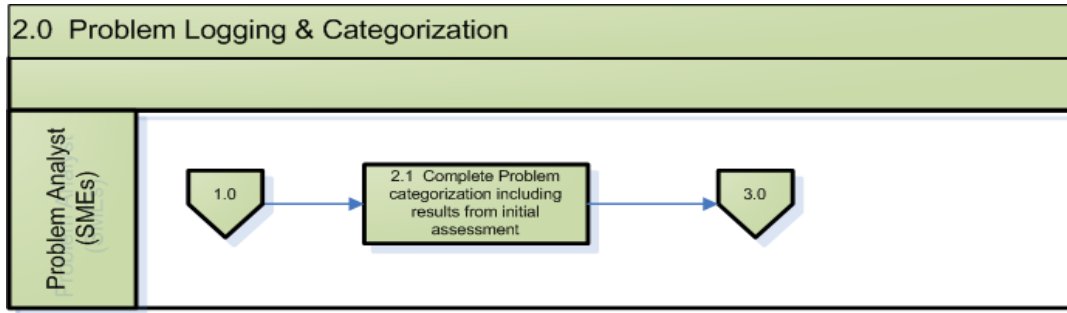 2.0 Problem Logging & Categorization
Problem Analyst
(SMEs)
1.0
2.1 Complete Problem
categorization including
results from initial
assessment
3.0